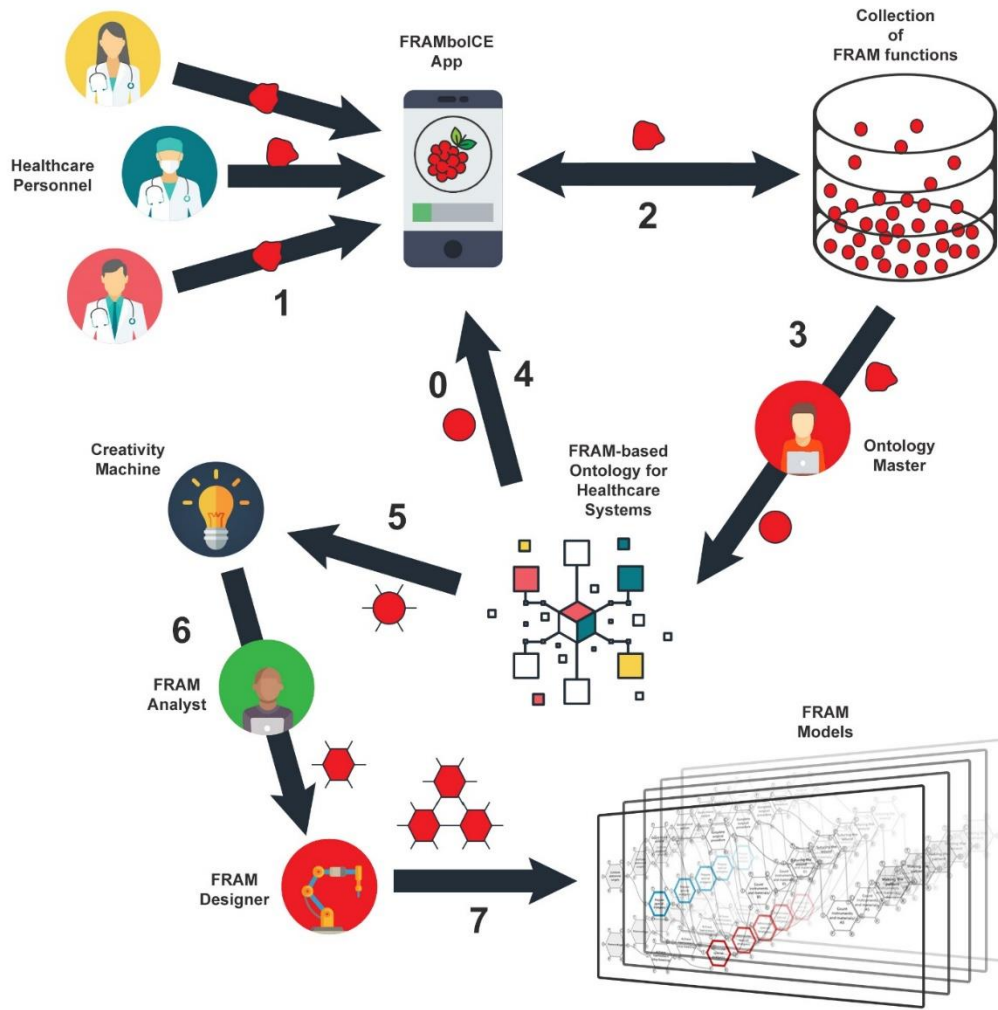 FRAMbolCE
App
Collection
of
FRAM functions
Healthcare
Personnel
1
2
3
0
4
Ontology
Master
FRAM-based
Ontology for
Healthcare
Systems
Creativity
Machine
5
6
FRAM
Analyst
FRAM
Models
FRAM
Designer
7